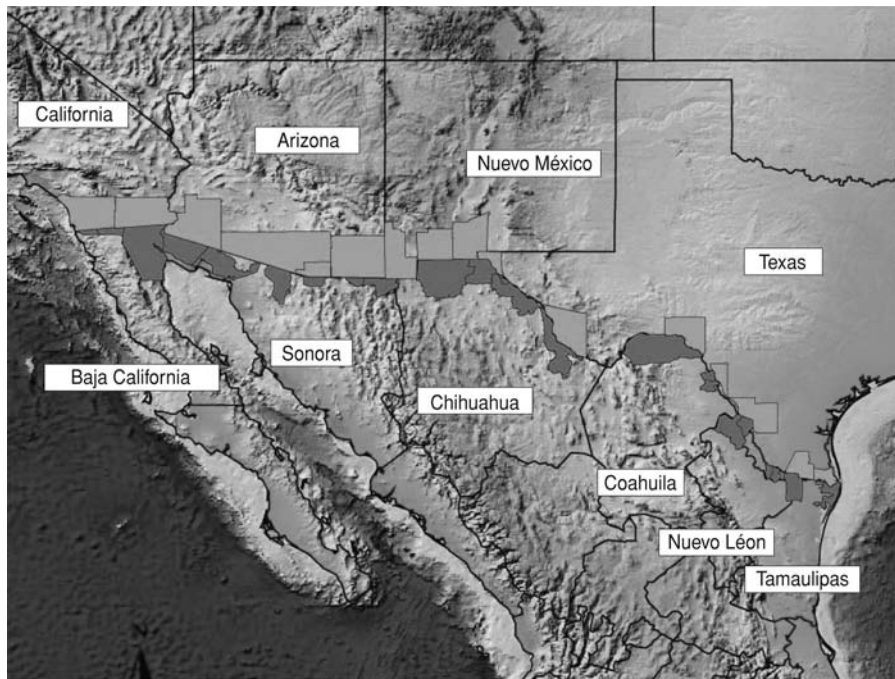 California
Arizona
Nuevo México
Texas
Sonora
Baja California
Chihuahua
Coahuila
Nuevo Léon
Tamaulipas
N